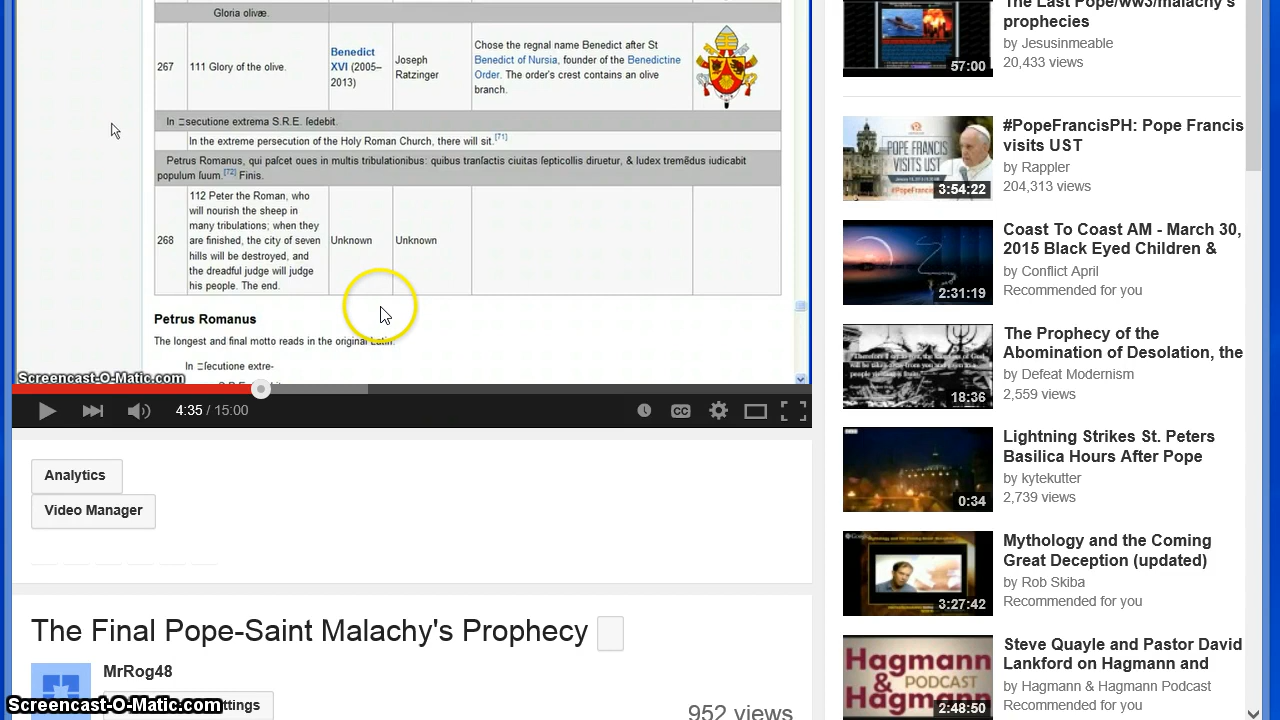 Gloria olivæ.
267
111 Glory of the olive.
Benedict
XVI (2005–
2013)
Joseph
Ratzinger
Chose the regnal name Benedict after St
Benedict of Nursia, founder of the Benedictine
Order. The order's crest contains an olive
branch.
ſecutione extrema S.R.E. ſedebit.
In the extreme persecution of the Holy Roman Church, there will sit.[71]
Petrus Romanus, qui paſcet oues in multis tribulationibus: quibus tranſactis ciuitas ſepticollis diruetur, & Iudex tremẽdus iudicabit
populum ſuum.[72] Finis.
268
112 Peter the Roman, who
will nourish the sheep in
many tribulations; when they
are finished, the city of seven
hills will be destroyed, and
the dreadful judge will judge
his people. The end.
Unknown
Unknown
Petrus Romanus
The longest and final motto reads in the original Latin:
ſecutione extre-
Screencast-O-Matic
4:35 / 15:00
CC
Analytics
Video Manager
The Final Pope-Saint Malachy's Prophecy
MrRog48
ttings
Screencast-O-Matic.com
952 views
The Last Pope/ww3/malachy's
prophecies
by Jesusinmeable
20,433 views
57:00
#PopeFrancisPH: Pope Francis
visits UST
by Rappler
204,313 views
POPE FRANCIS
VISITS UST
#PopeFrancis
3:54:22
Coast To Coast AM - March 30,
2015 Black Eyed Children &
by Conflict April
Recommended for you
2:31:19
The Prophecy of the
Abomination of Desolation, the
by Defeat Modernism
2,559 views
18:36
Lightning Strikes St. Peters
Basilica Hours After Pope
by kytekutter
2,739 views
0:34
Mythology and the Coming
Great Deception (updated)
by Rob Skiba
Recommended for you
3:27:42
Steve Quayle and Pastor David
Lankford on Hagmann and
by Hagmann & Hagmann Podcast
Recommended for you
Hagmann
& PODCAST
Hagmann
2:48:50